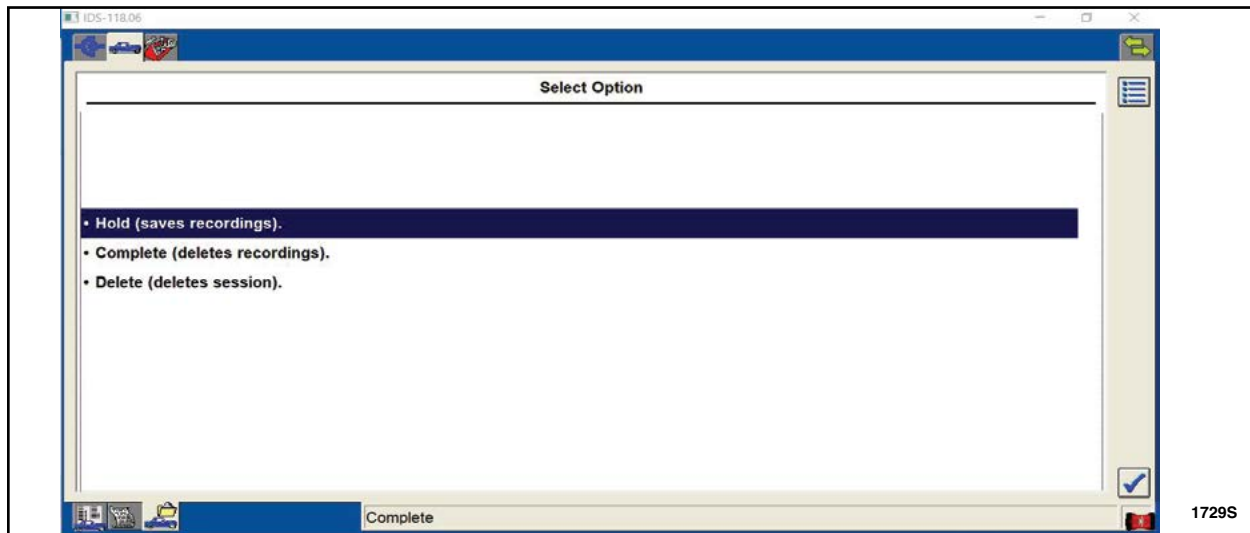 IDS-118.06
Select Option
• Hold (saves recordings).
• Complete (deletes recordings).
• Delete (deletes session).
Complete
1729S